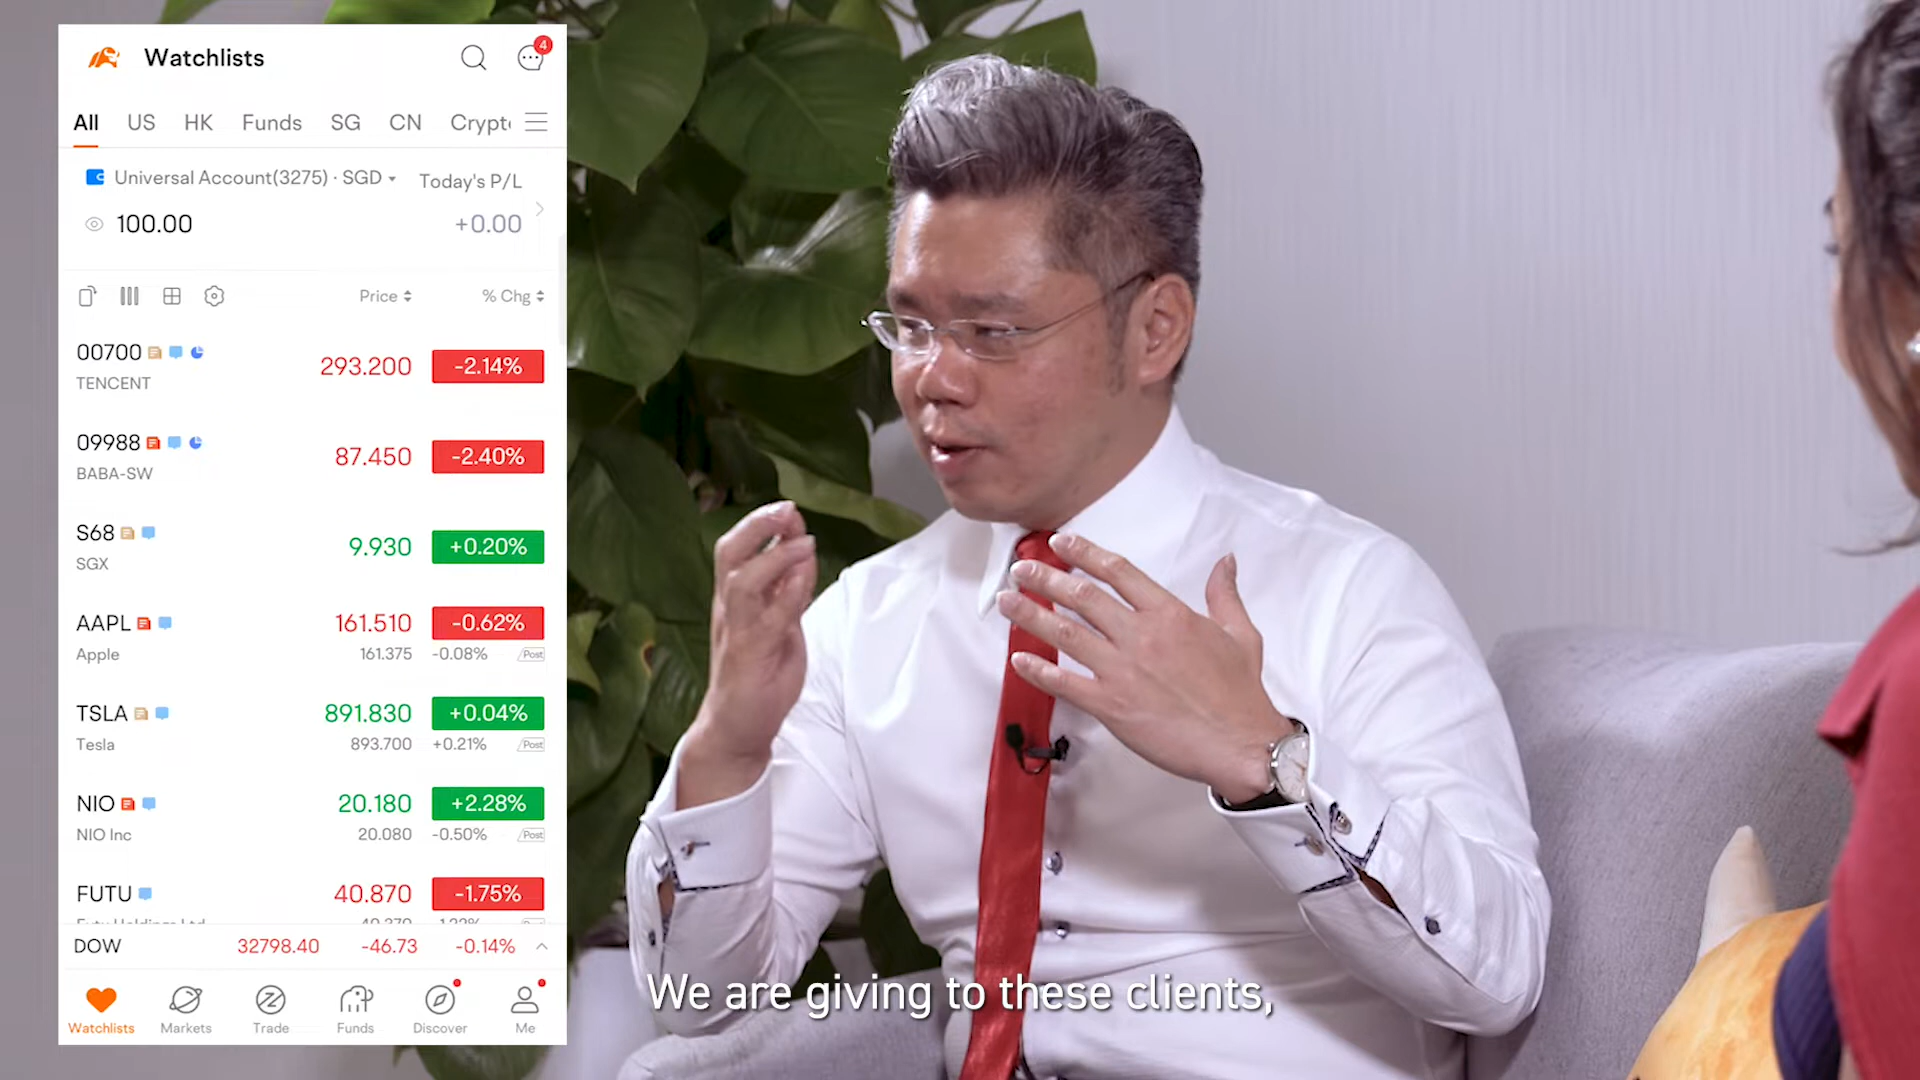 4
Watchlists
All US HK Funds SG CN Crypt
Universal Account(3275) · SGD Today's P/L
100.00 +0.00
Price % Chg
00700 293.200 -2.14%
TENCENT
09988 87.450 -2.40%
BABA-SW
S68 9.930 +0.20%
SGX
AAPL 161.510 -0.62%
Apple 161.375 -0.08% Post
TSLA 891.830 +0.04%
Tesla 893.700 +0.21% Post
NIO 20.180 +2.28%
NIO Inc 20.080 -0.50% Post
FUTU 40.870 -1.75%
DOW 32798.40 -46.73 -0.14%
Watchlists Markets Trade Funds Discover Me
We are giving to these clients,